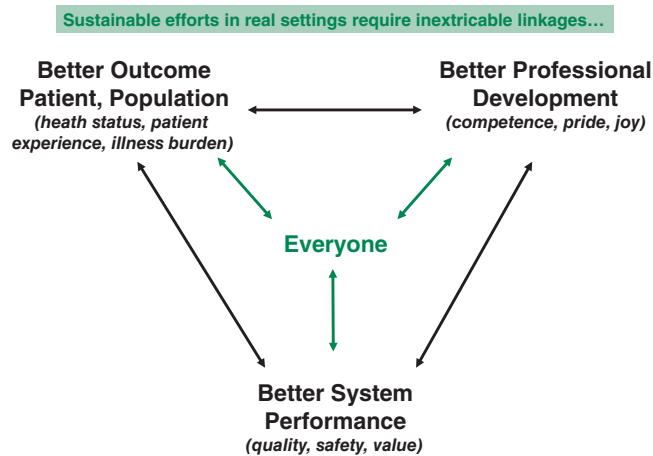 Sustainable efforts in real settings require inextricable linkages…
Better Outcome
Patient, Population
(heath status, patient
experience, illness burden)
Better Professional
Development
(competence, pride, joy)
Everyone
Better System
Performance
(quality, safety, value)